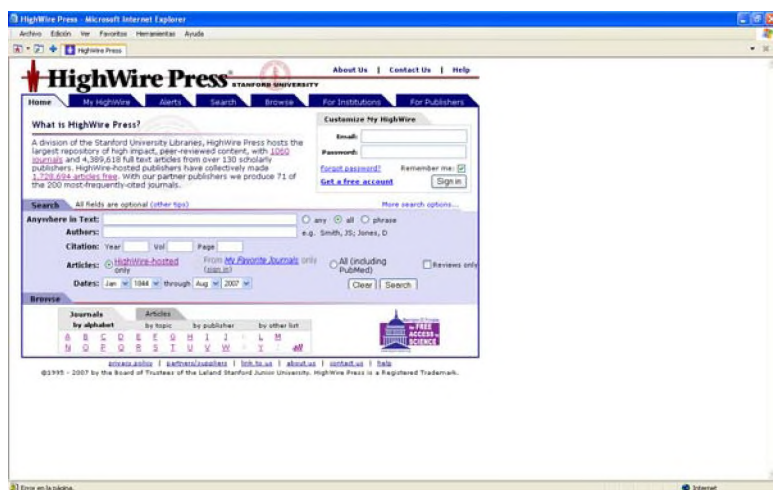 HighWire Press - Microsoft Internet Explorer
Archivo Edición Ver Favoritos Herramientas Ayuda
HighWire Press
About Us | Contact Us | Help
HighWire Press STANFORD UNIVERSITY
Home My HighWire Alerts Search Browse For Institutions For Publishers
What is HighWire Press?
A division of the Stanford University Libraries, HighWire Press hosts the
largest repository of high impact, peer-reviewed content, with 1060
journals and 4,389,618 full text articles from over 130 scholarly
publishers. HighWire-hosted publishers have collectively made
1,728,694 articles free. With our partner publishers we produce 71 of
the 200 most-frequently-cited journals.
Customize My HighWire
Email:
Password:
Forgot password? Remember me:
Get a free account Sign in
Search All fields are optional (other tips) More search options...
Anywhere in Text: any all phrase
Authors: e.g. Smith, JS; Jones, D
Citation: Year Vol Page
Articles: HighWire-hosted only From My Favorite Journals only (sign in) All (including PubMed) Reviews only
Dates: Jan 1844 through Aug 2007 Clear Search
Browse
Journals Articles
by alphabet by topic by publisher by other list
A B C D E F G H I J L M
N O P Q R S T U V W Y all
FREE
ACCESS
SCIENCE
privacy policy | partners/suppliers | link to us | about us | contact us | help
©1995 - 2007 by the Board of Trustees of the Leland Stanford Junior University. HighWire Press is a Registered Trademark.
Error en la página. Internet